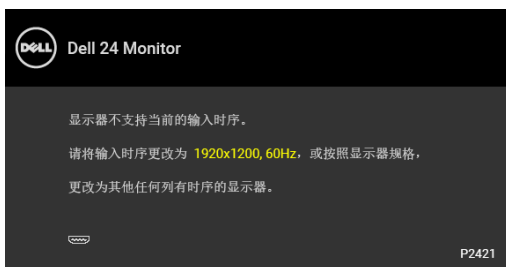 DELL
Dell 24 Monitor
显示器不支持当前的输入时序。
请将输入时序更改为 1920x1200, 60Hz，或按照显示器规格，
更改为其他任何列有时序的显示器。
P2421